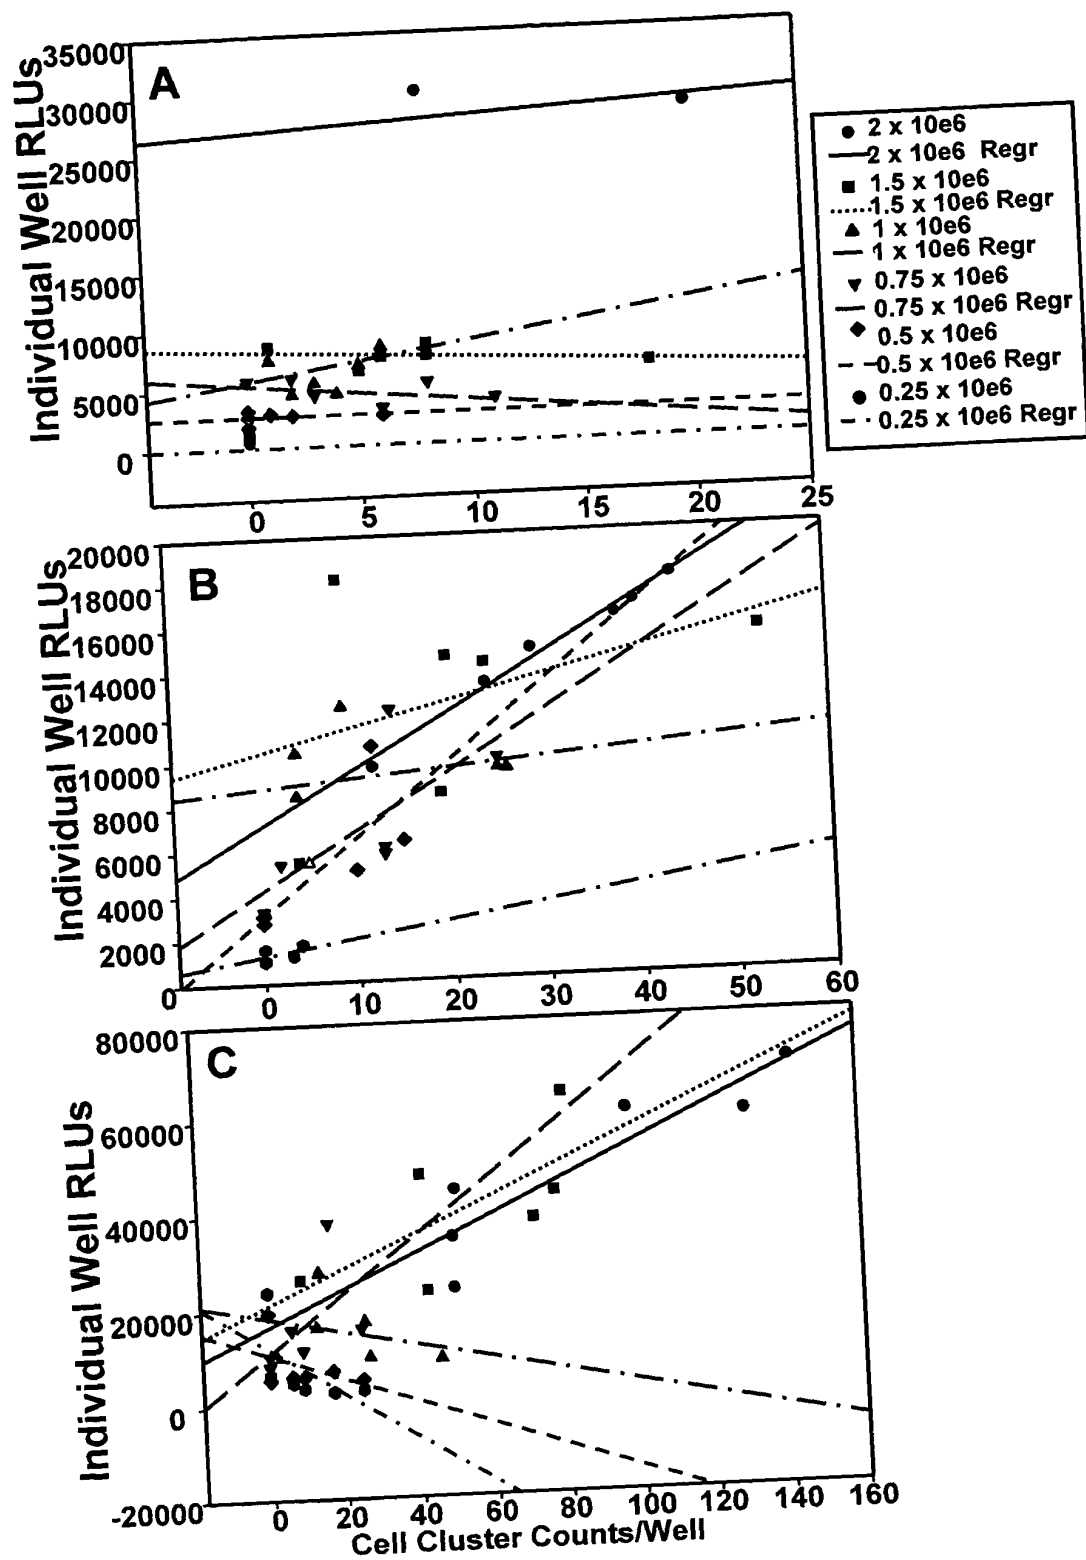 A
Individual Well RLUs
35000
30000
25000
20000
15000
10000
5000
0
0 5 10 15 20 25
2 x 10e6
2 x 10e6 Regr
1.5 x 10e6
1.5 x 10e6 Regr
1 x 10e6
1 x 10e6 Regr
0.75 x 10e6
0.75 x 10e6 Regr
0.5 x 10e6
0.5 x 10e6 Regr
0.25 x 10e6
0.25 x 10e6 Regr
B
Individual Well RLUs
20000
18000
16000
14000
12000
10000
8000
6000
4000
2000
0
0 10 20 30 40 50 60
C
Individual Well RLUs
80000
60000
40000
20000
0
-20000
0 20 40 60 80 100 120 140 160
Cell Cluster Counts/Well